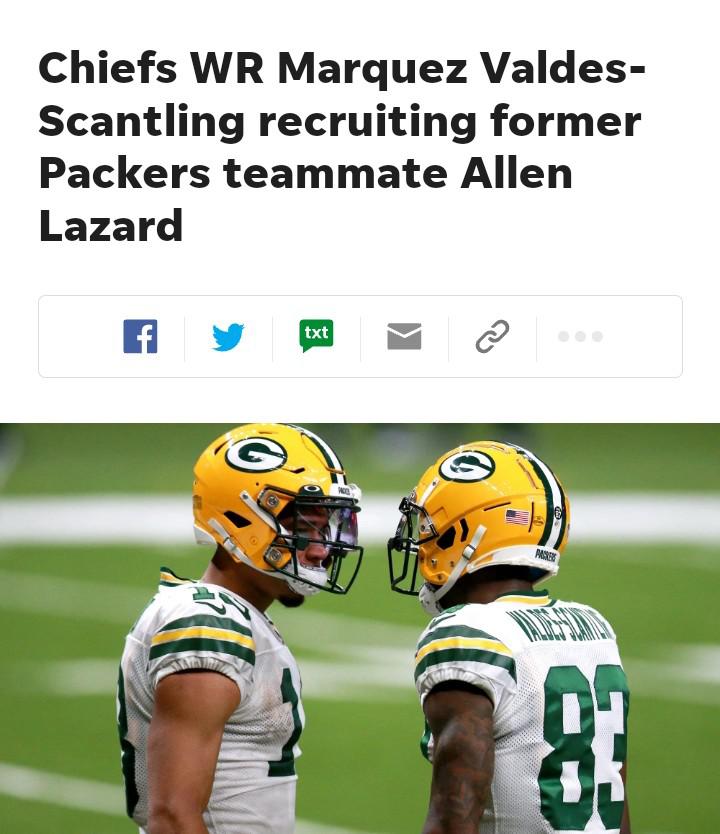 Chiefs WR Marquez Valdes-
Scantling recruiting former
Packers teammate Allen
Lazard
txt
G
G
PACKERS
VALDES-SCANTLING
83